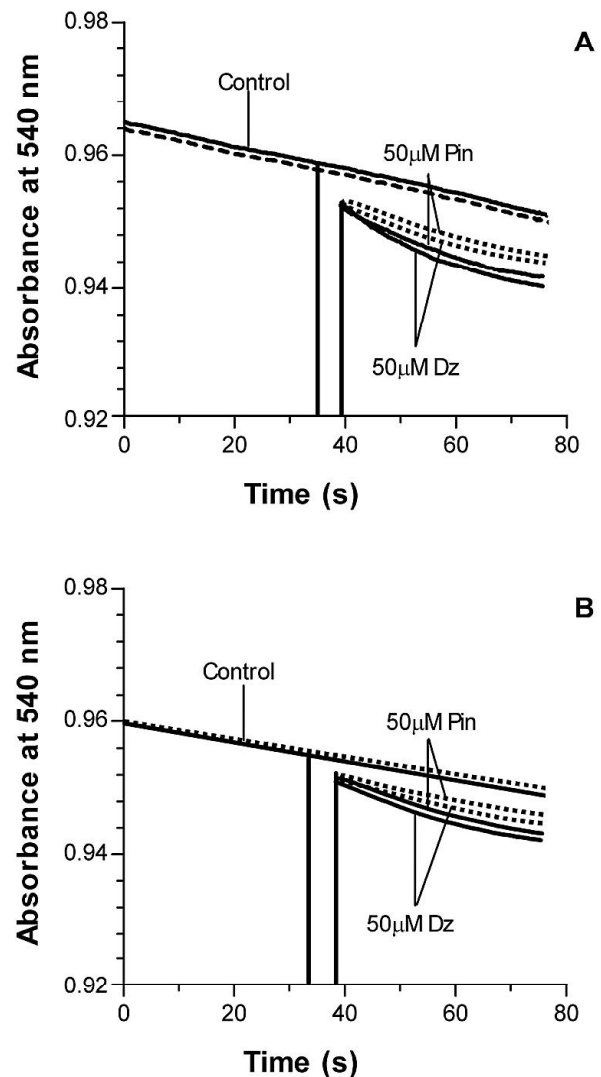 A
0.98
Control
0.96
50μM Pin
0.94
50μM Dz
0.92
0 20 40 60 80
Absorbance at 540 nm
Time (s)
B
0.98
Control
0.96
50μM Pin
0.94
50μM Dz
0.92
0 20 40 60 80
Absorbance at 540 nm
Time (s)